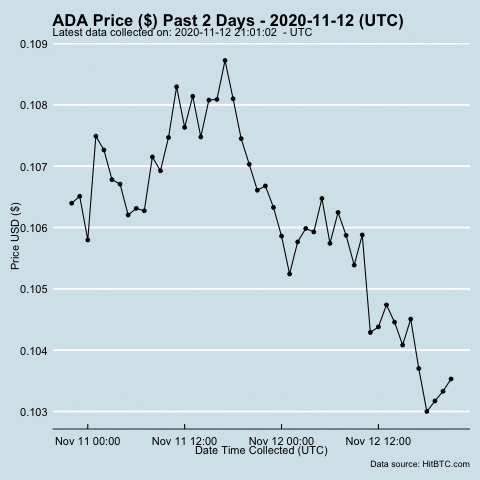 ADA Price ($) Past 2 Days - 2020-11-12 (UTC)
Latest data collected on: 2020-11-12 21:01:02 - UTC
0.109
0.108
0.107
0.106
0.105
0.104
0.103
Price USD ($)
Nov 11 00:00 Nov 11 12:00 Nov 12 00:00 Nov 12 12:00
Date Time Collected (UTC)
Data source: HitBTC.com